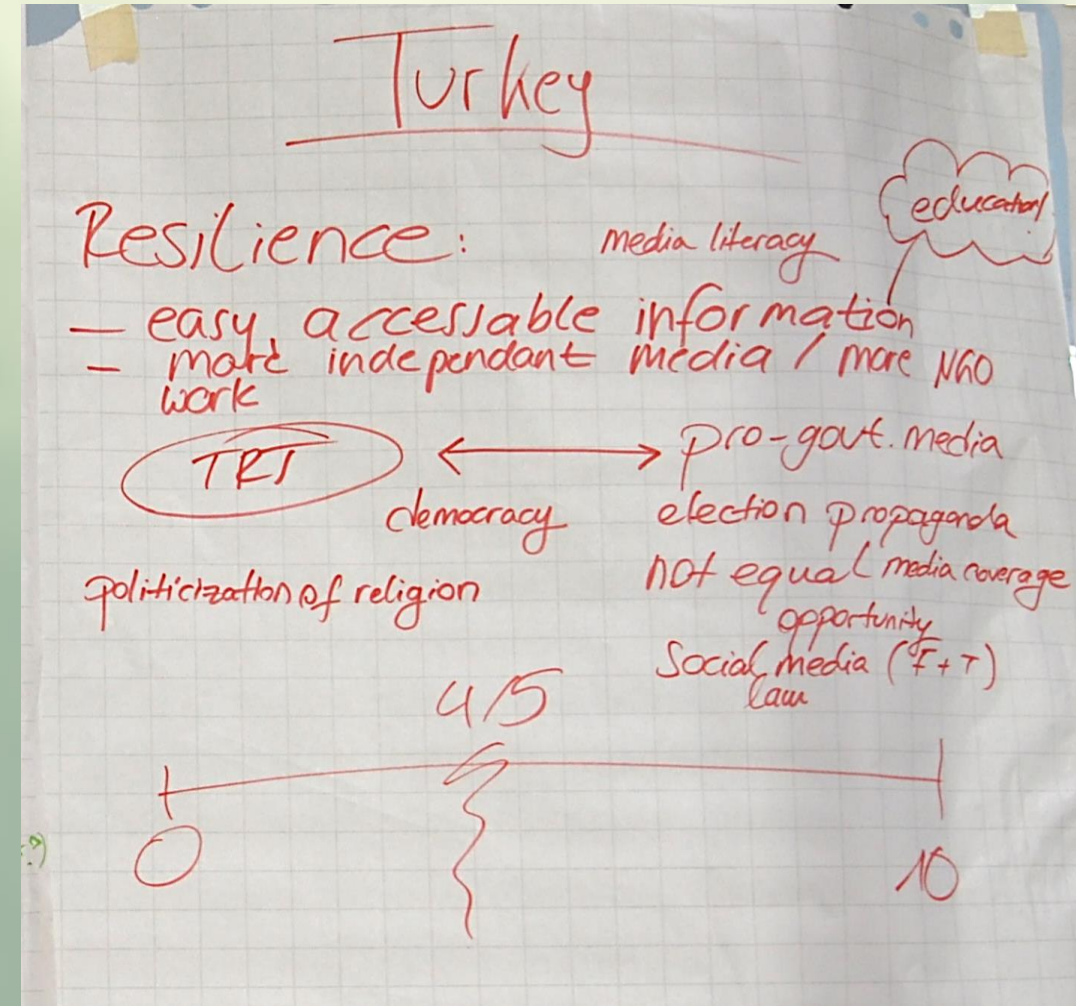 Turkey
education!
Resilience: media literacy
– easy accessable information
– more independant media / more NGO
work
TRT ↔ pro-govt. media
democracy election propaganda
politicization of religion not equal media coverage
opportunity
Social media (F+T)
law
4/5
0 10